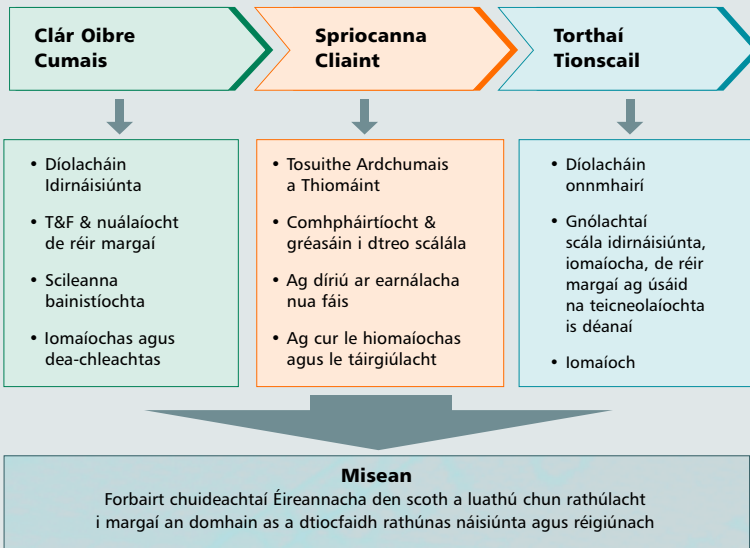 Clár Oibre
Cumais
Spriocanna
Cliaint
Torthaí
Tionscail
• Díolacháin
Idirnáisiúnta
• T&F & nuálaíocht
de réir margaí
• Scileanna
bainistíochta
• Iomaíochas agus
dea-chleachtas
• Tosuithe Ardchumais
a Thiomáint
• Comhpháirtíocht &
gréasáin i dtreo scálála
• Ag díriú ar earnálacha
nua fáis
• Ag cur le hiomaíochas
agus le táirgiúlacht
• Díolacháin
onnmhairí
• Gnólachtaí
scála idirnáisiúnta,
iomaíocha, de réir
margaí ag úsáid
na teicneolaíochta
is déanaí
• Iomaíoch
Misean
Forbairt chuideachtaí Éireannacha den scoth a luathú chun rathúlacht
i margaí an domhain as a dtiocfaidh rathúnas náisiúnta agus réigiúnach